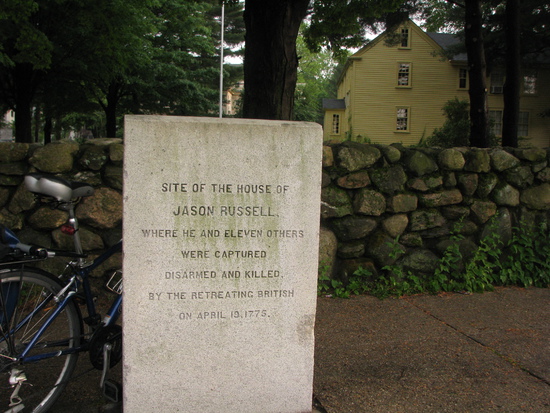 SITE OF THE HOUSE OF
JASON RUSSELL,
WHERE HE AND ELEVEN OTHERS
WERE CAPTURED
DISARMED AND KILLED,
BY THE RETREATING BRITISH
ON APRIL 19, 1775.